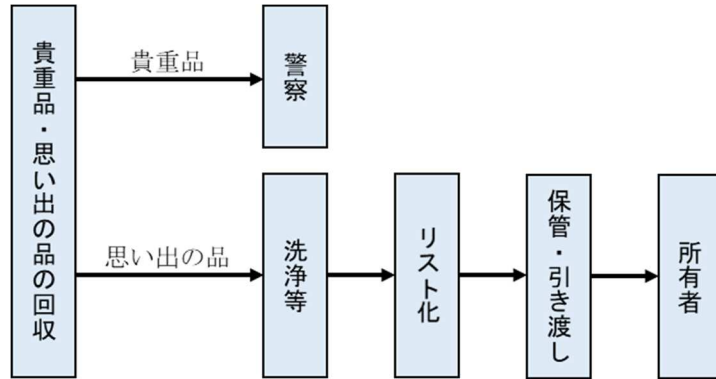 貴重品・思い出の品の回収
貴重品
警察
思い出の品
洗浄等
リスト化
保管・引き渡し
所有者